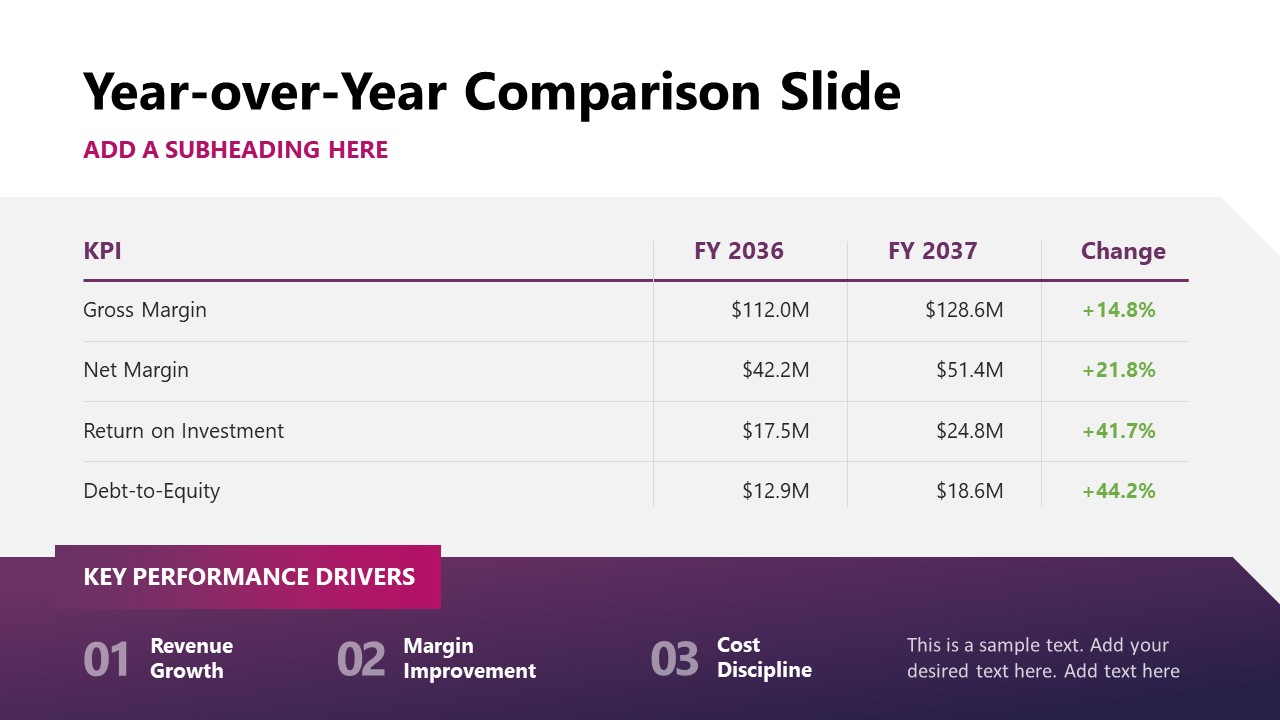 Year-over-Year Comparison Slide
ADD A SUBHEADING HERE
KPI FY 2036 FY 2037 Change
Gross Margin $112.0M $128.6M +14.8%
Net Margin $42.2M $51.4M +21.8%
Return on Investment $17.5M $24.8M +41.7%
Debt-to-Equity $12.9M $18.6M +44.2%
KEY PERFORMANCE DRIVERS
01 Revenue
Growth
02 Margin
Improvement
03 Cost
Discipline
This is a sample text. Add your
desired text here. Add text here